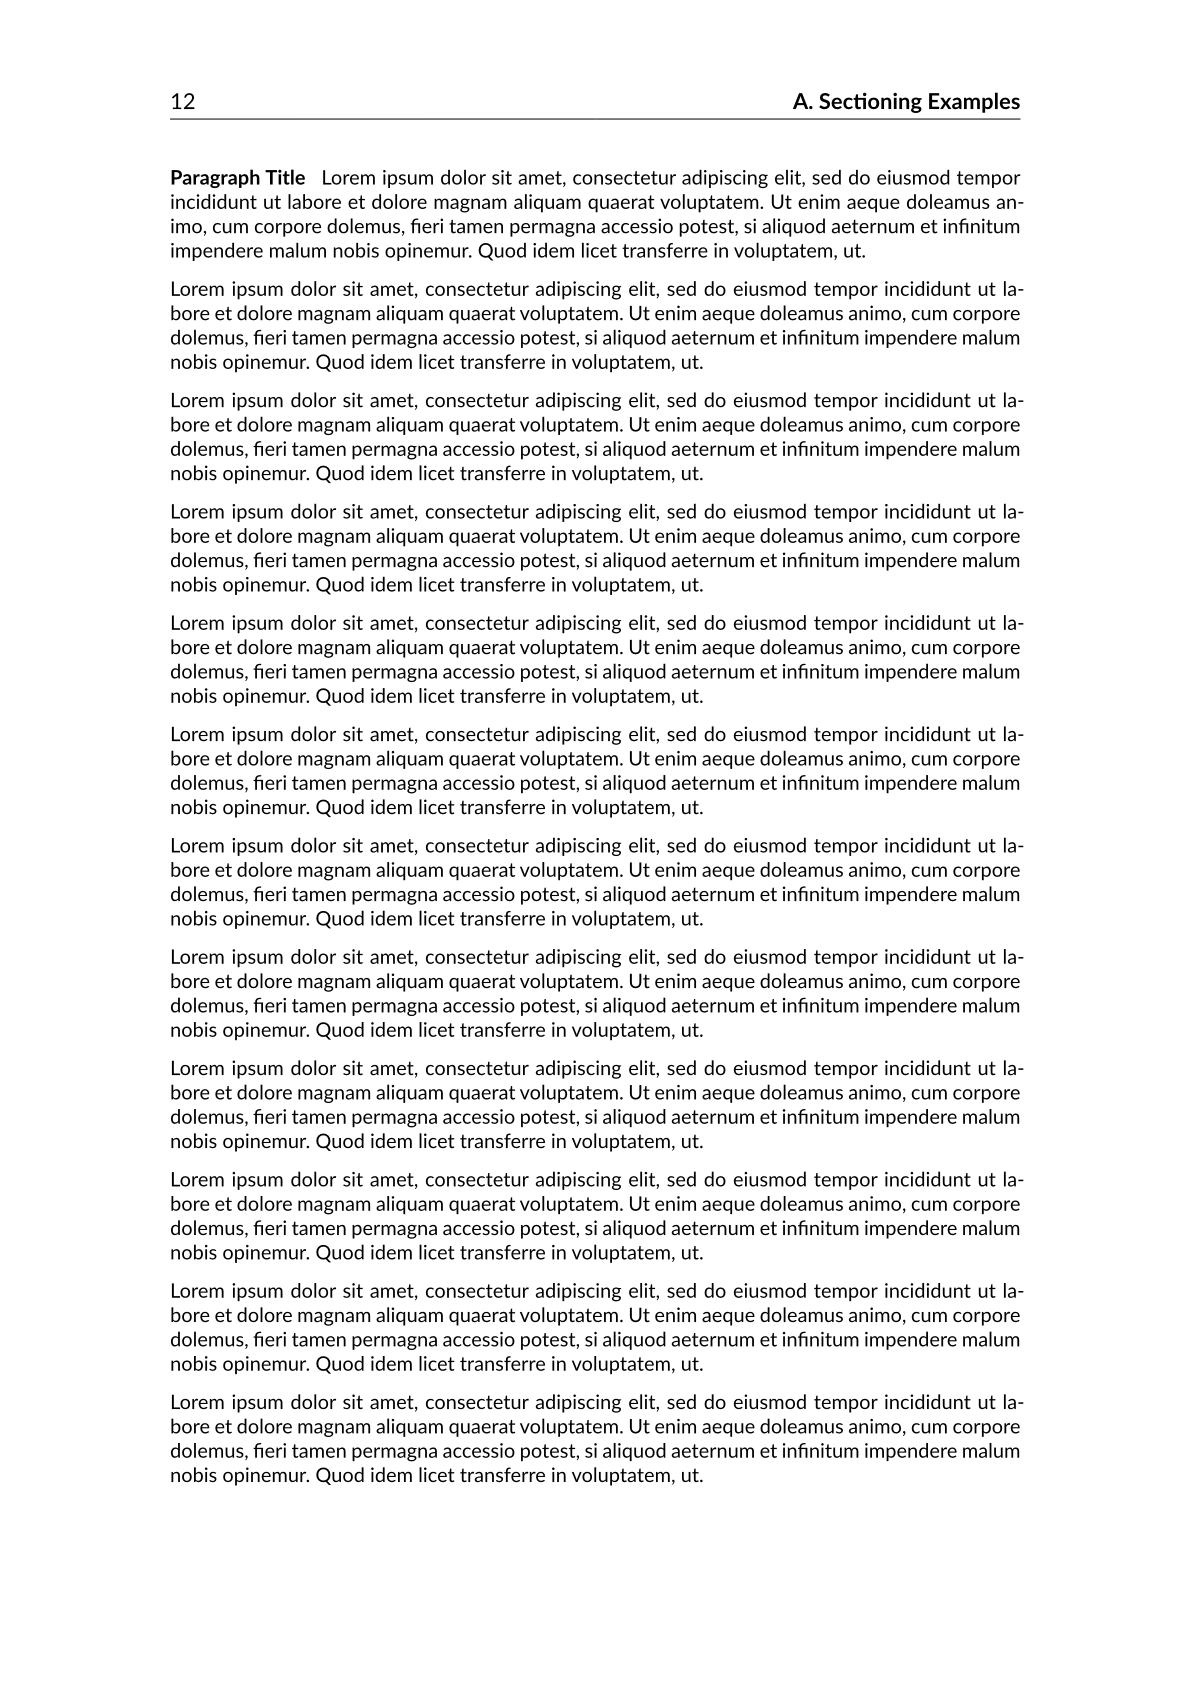 12 A. Sectioning Examples
Paragraph Title Lorem ipsum dolor sit amet, consectetur adipiscing elit, sed do eiusmod tempor
incididunt ut labore et dolore magnam aliquam quaerat voluptatem. Ut enim aeque doleamus an-
imo, cum corpore dolemus, fieri tamen permagna accessio potest, si aliquod aeternum et infinitum
impendere malum nobis opinemur. Quod idem licet transferre in voluptatem, ut.
Lorem ipsum dolor sit amet, consectetur adipiscing elit, sed do eiusmod tempor incididunt ut la-
bore et dolore magnam aliquam quaerat voluptatem. Ut enim aeque doleamus animo, cum corpore
dolemus, fieri tamen permagna accessio potest, si aliquod aeternum et infinitum impendere malum
nobis opinemur. Quod idem licet transferre in voluptatem, ut.
Lorem ipsum dolor sit amet, consectetur adipiscing elit, sed do eiusmod tempor incididunt ut la-
bore et dolore magnam aliquam quaerat voluptatem. Ut enim aeque doleamus animo, cum corpore
dolemus, fieri tamen permagna accessio potest, si aliquod aeternum et infinitum impendere malum
nobis opinemur. Quod idem licet transferre in voluptatem, ut.
Lorem ipsum dolor sit amet, consectetur adipiscing elit, sed do eiusmod tempor incididunt ut la-
bore et dolore magnam aliquam quaerat voluptatem. Ut enim aeque doleamus animo, cum corpore
dolemus, fieri tamen permagna accessio potest, si aliquod aeternum et infinitum impendere malum
nobis opinemur. Quod idem licet transferre in voluptatem, ut.
Lorem ipsum dolor sit amet, consectetur adipiscing elit, sed do eiusmod tempor incididunt ut la-
bore et dolore magnam aliquam quaerat voluptatem. Ut enim aeque doleamus animo, cum corpore
dolemus, fieri tamen permagna accessio potest, si aliquod aeternum et infinitum impendere malum
nobis opinemur. Quod idem licet transferre in voluptatem, ut.
Lorem ipsum dolor sit amet, consectetur adipiscing elit, sed do eiusmod tempor incididunt ut la-
bore et dolore magnam aliquam quaerat voluptatem. Ut enim aeque doleamus animo, cum corpore
dolemus, fieri tamen permagna accessio potest, si aliquod aeternum et infinitum impendere malum
nobis opinemur. Quod idem licet transferre in voluptatem, ut.
Lorem ipsum dolor sit amet, consectetur adipiscing elit, sed do eiusmod tempor incididunt ut la-
bore et dolore magnam aliquam quaerat voluptatem. Ut enim aeque doleamus animo, cum corpore
dolemus, fieri tamen permagna accessio potest, si aliquod aeternum et infinitum impendere malum
nobis opinemur. Quod idem licet transferre in voluptatem, ut.
Lorem ipsum dolor sit amet, consectetur adipiscing elit, sed do eiusmod tempor incididunt ut la-
bore et dolore magnam aliquam quaerat voluptatem. Ut enim aeque doleamus animo, cum corpore
dolemus, fieri tamen permagna accessio potest, si aliquod aeternum et infinitum impendere malum
nobis opinemur. Quod idem licet transferre in voluptatem, ut.
Lorem ipsum dolor sit amet, consectetur adipiscing elit, sed do eiusmod tempor incididunt ut la-
bore et dolore magnam aliquam quaerat voluptatem. Ut enim aeque doleamus animo, cum corpore
dolemus, fieri tamen permagna accessio potest, si aliquod aeternum et infinitum impendere malum
nobis opinemur. Quod idem licet transferre in voluptatem, ut.
Lorem ipsum dolor sit amet, consectetur adipiscing elit, sed do eiusmod tempor incididunt ut la-
bore et dolore magnam aliquam quaerat voluptatem. Ut enim aeque doleamus animo, cum corpore
dolemus, fieri tamen permagna accessio potest, si aliquod aeternum et infinitum impendere malum
nobis opinemur. Quod idem licet transferre in voluptatem, ut.
Lorem ipsum dolor sit amet, consectetur adipiscing elit, sed do eiusmod tempor incididunt ut la-
bore et dolore magnam aliquam quaerat voluptatem. Ut enim aeque doleamus animo, cum corpore
dolemus, fieri tamen permagna accessio potest, si aliquod aeternum et infinitum impendere malum
nobis opinemur. Quod idem licet transferre in voluptatem, ut.
Lorem ipsum dolor sit amet, consectetur adipiscing elit, sed do eiusmod tempor incididunt ut la-
bore et dolore magnam aliquam quaerat voluptatem. Ut enim aeque doleamus animo, cum corpore
dolemus, fieri tamen permagna accessio potest, si aliquod aeternum et infinitum impendere malum
nobis opinemur. Quod idem licet transferre in voluptatem, ut.